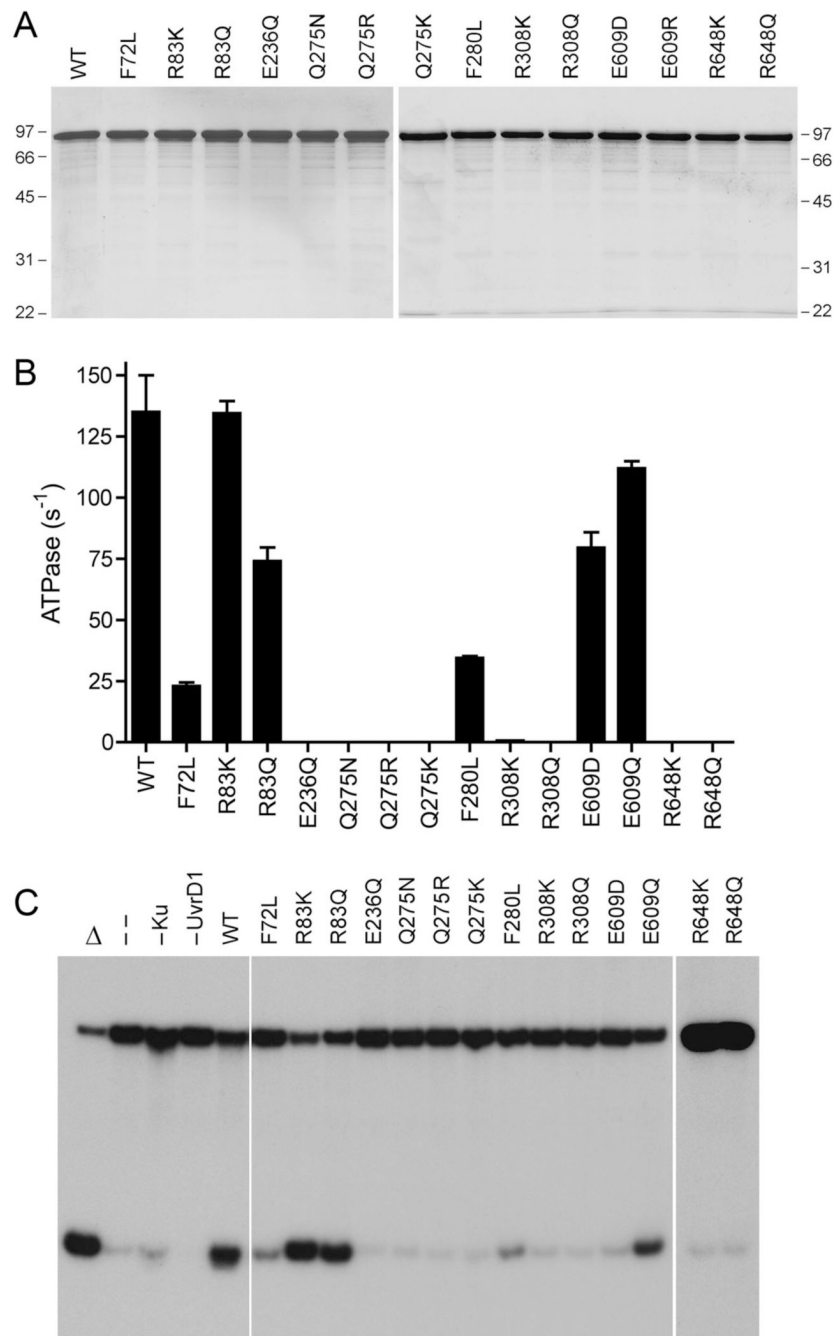 A
WT F72L R83K R83Q E236Q Q275N Q275R Q275K F280L R308K R308Q E609D E609R R648K R648Q
97 – – 97
66 – – 66
45 – – 45
31 – – 31
22 – – 22
B
ATPase (s⁻¹)
150
125
100
75
50
25
0
WT F72L R83K R83Q E236Q Q275N Q275R Q275K F280L R308K R308Q E609D E609Q R648K R648Q
C
Δ –– –Ku –UvrD1 WT F72L R83K R83Q E236Q Q275N Q275R Q275K F280L R308K R308Q E609D E609Q R648K R648Q